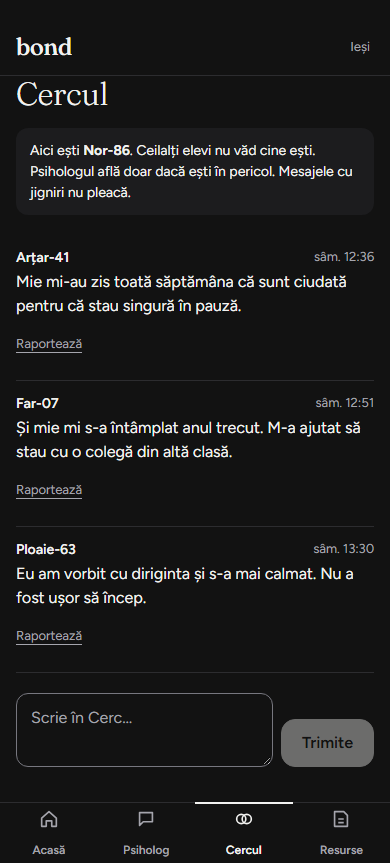 bond
Ieși
Cercul
Aici ești Nor-86. Ceilalți elevi nu văd cine ești.
Psihologul află doar dacă ești în pericol. Mesajele cu
jigniri nu pleacă.
Arțar-41
sâm. 12:36
Mie mi-au zis toată săptămâna că sunt ciudată
pentru că stau singură în pauză.
Raportează
Far-07
sâm. 12:51
Și mie mi s-a întâmplat anul trecut. M-a ajutat să
stau cu o colegă din altă clasă.
Raportează
Ploaie-63
sâm. 13:30
Eu am vorbit cu diriginta și s-a mai calmat. Nu a
fost ușor să încep.
Raportează
Scrie în Cerc...
Trimite
Acasă
Psiholog
Cercul
Resurse